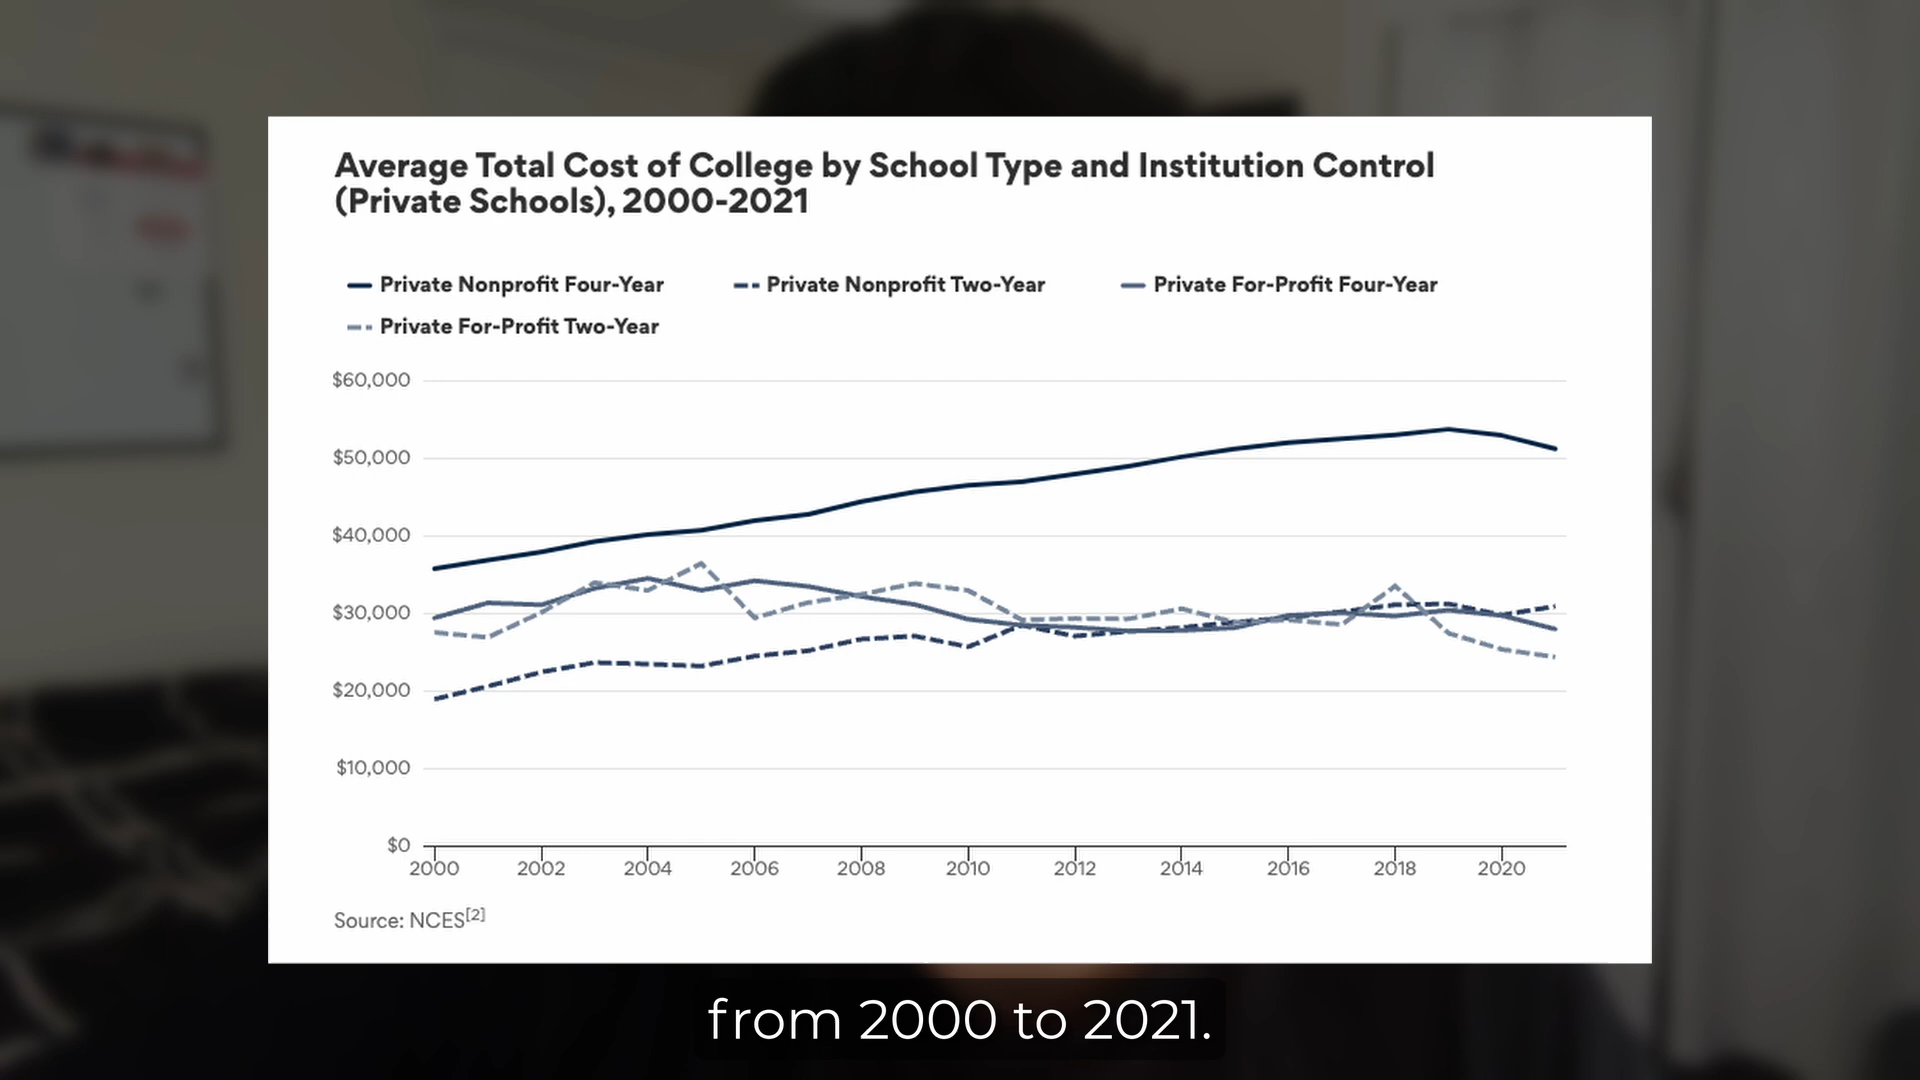 Average Total Cost of College by School Type and Institution Control
(Private Schools), 2000-2021
Private Nonprofit Four-Year
Private Nonprofit Two-Year
Private For-Profit Four-Year
Private For-Profit Two-Year
$60,000
$50,000
$40,000
$30,000
$20,000
$10,000
$0
2000 2002 2004 2006 2008 2010 2012 2014 2016 2018 2020
Source: NCES[2]
from 2000 to 2021.